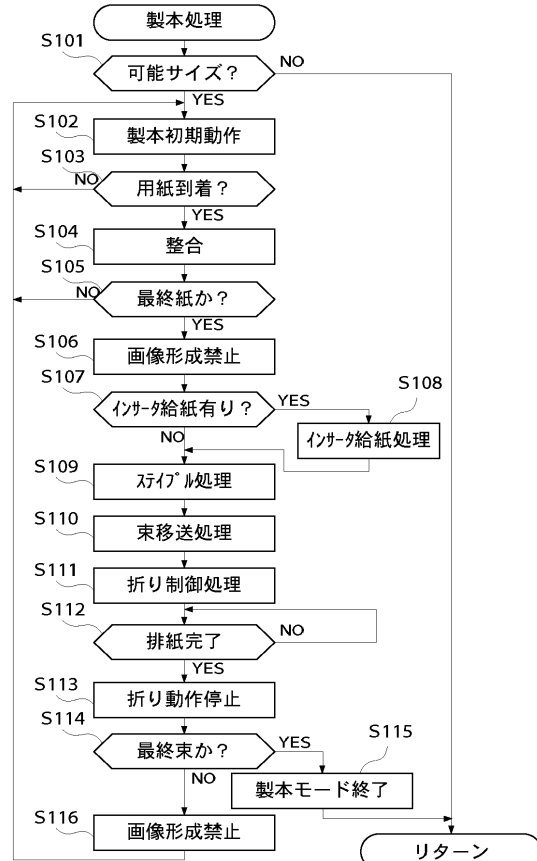 製本処理
S101
可能サイズ？
NO
YES
S102
製本初期動作
S103
NO
用紙到着？
YES
S104
整合
S105
NO
最終紙か？
YES
S106
画像形成禁止
S107
インサータ給紙有り？
YES
S108
NO
インサータ給紙処理
S109
ステイプル処理
S110
束移送処理
S111
折り制御処理
S112
排紙完了
NO
YES
S113
折り動作停止
S114
最終束か？
YES
S115
NO
製本モード終了
S116
画像形成禁止
リターン